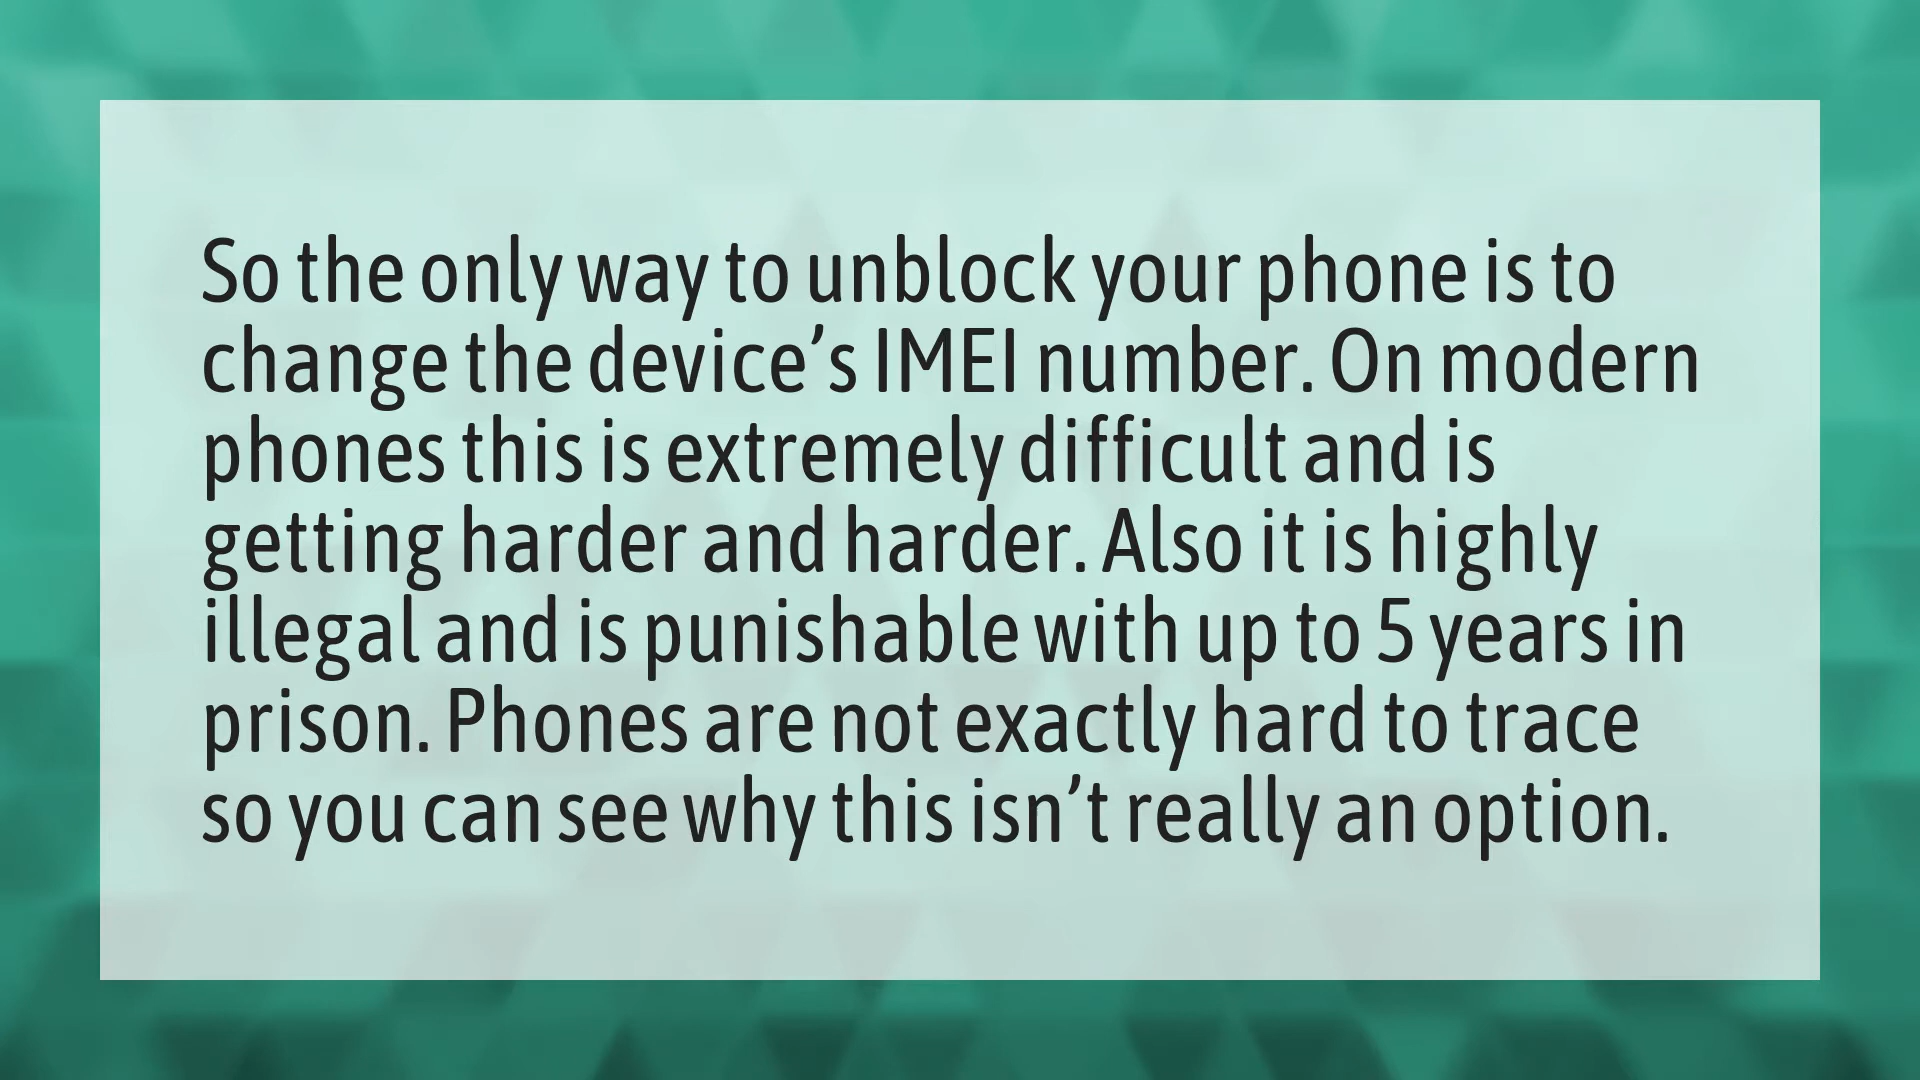 So the only way to unblock your phone is to
change the device’s IMEI number. On modern
phones this is extremely difficult and is
getting harder and harder. Also it is highly
illegal and is punishable with up to 5 years in
prison. Phones are not exactly hard to trace
so you can see why this isn’t really an option.